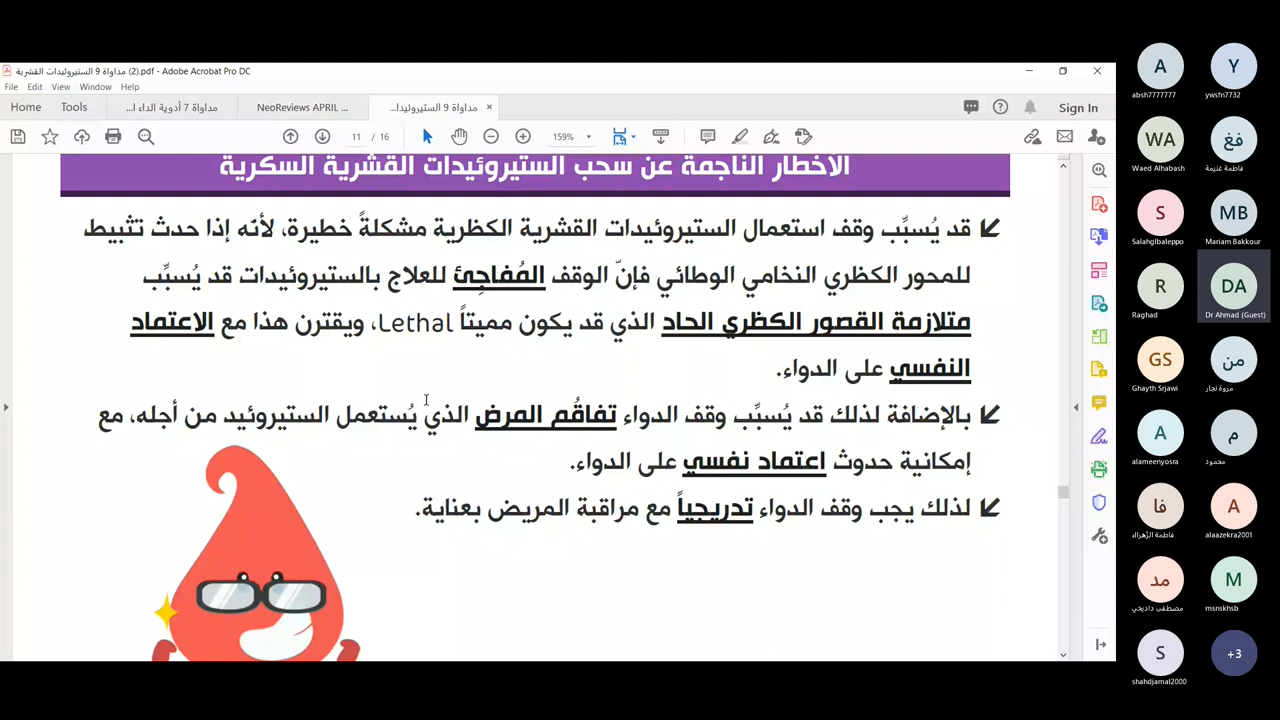 مداواة 9 الستيروئيدات القشرية (2).pdf - Adobe Acrobat Pro DC
File Edit View Window Help
Home Tools
مداواة 7 أدوية الداء ا...
NeoReviews APRIL ...
مداواة 9 الستيروئيدا...
Sign In
11 / 16
159%
الأخطار الناجمة عن سحب الستيروئيدات القشرية السكرية
قد يُسبِّب وقف استعمال الستيروئيدات القشرية الكظرية مشكلةً خطيرة، لأنّه إذا حدث تثبيط
للمحور الكظري النخامي الوطائي فإنّ الوقف المُفاجِئ للعلاج بالستيروئيدات قد يُسبِّب
متلازمة القصور الكظري الحاد الذي قد يكون مميتاً Lethal، ويقترن هذا مع الاعتماد
النفسي على الدواء.
بالإضافة لذلك قد يُسبِّب وقف الدواء تفاقُم المرض الذي يُستعمل الستيروئيد من أجله، مع
إمكانية حدوث اعتماد نفسي على الدواء.
لذلك يجب وقف الدواء تدريجياً مع مراقبة المريض بعناية.
A Y
absh7777777 ywsfn7732
WA فغ
Waed Alhabash فاطمة غنيمة
S MB
Salahglbaleppo Mariam Bakkour
R DA
Raghad Dr Ahmad (Guest)
GS من
Ghayth Srjawi مروة نجار
A م
alameenyosra محمود
فا A
فاطمة الزّهراء alaazekra2001
مد M
مصطفى داديخي msnskhsb
S +3
shahdjamal2000